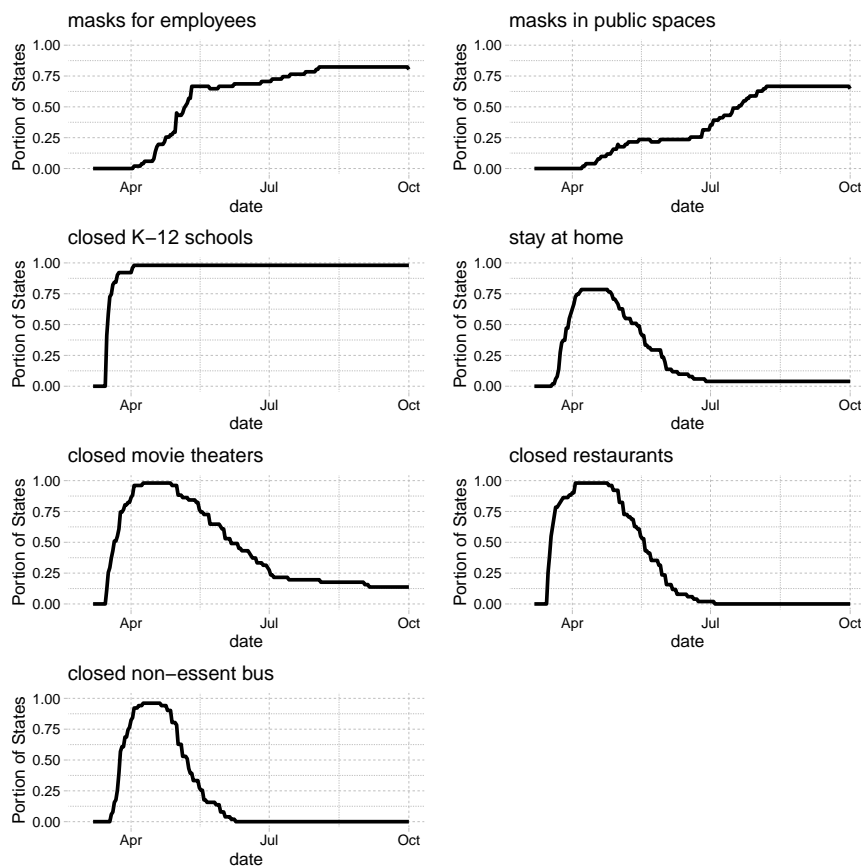 masks for employees
1.00
0.75
0.50
0.25
0.00
Portion of States
Apr
Jul
Oct
date
masks in public spaces
1.00
0.75
0.50
0.25
0.00
Portion of States
Apr
Jul
Oct
date
closed K−12 schools
1.00
0.75
0.50
0.25
0.00
Portion of States
Apr
Jul
Oct
date
stay at home
1.00
0.75
0.50
0.25
0.00
Portion of States
Apr
Jul
Oct
date
closed movie theaters
1.00
0.75
0.50
0.25
0.00
Portion of States
Apr
Jul
Oct
date
closed restaurants
1.00
0.75
0.50
0.25
0.00
Portion of States
Apr
Jul
Oct
date
closed non−essent bus
1.00
0.75
0.50
0.25
0.00
Portion of States
Apr
Jul
Oct
date